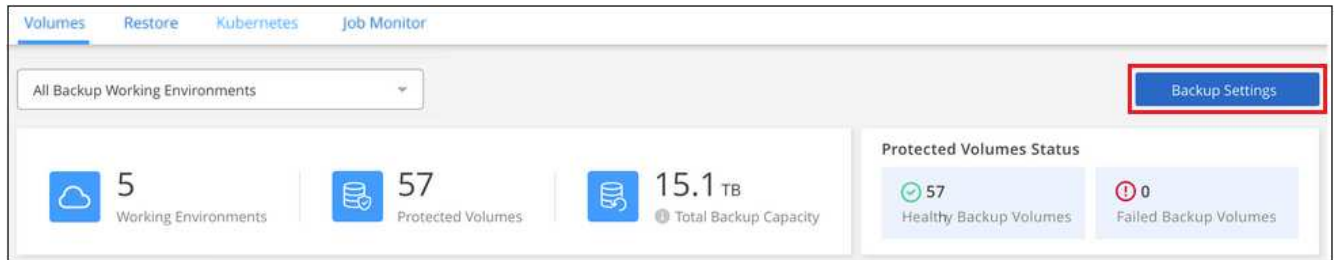 Volumes Restore Kubernetes Job Monitor
All Backup Working Environments
Backup Settings
5
Working Environments
57
Protected Volumes
15.1 TB
Total Backup Capacity
Protected Volumes Status
57
Healthy Backup Volumes
0
Failed Backup Volumes